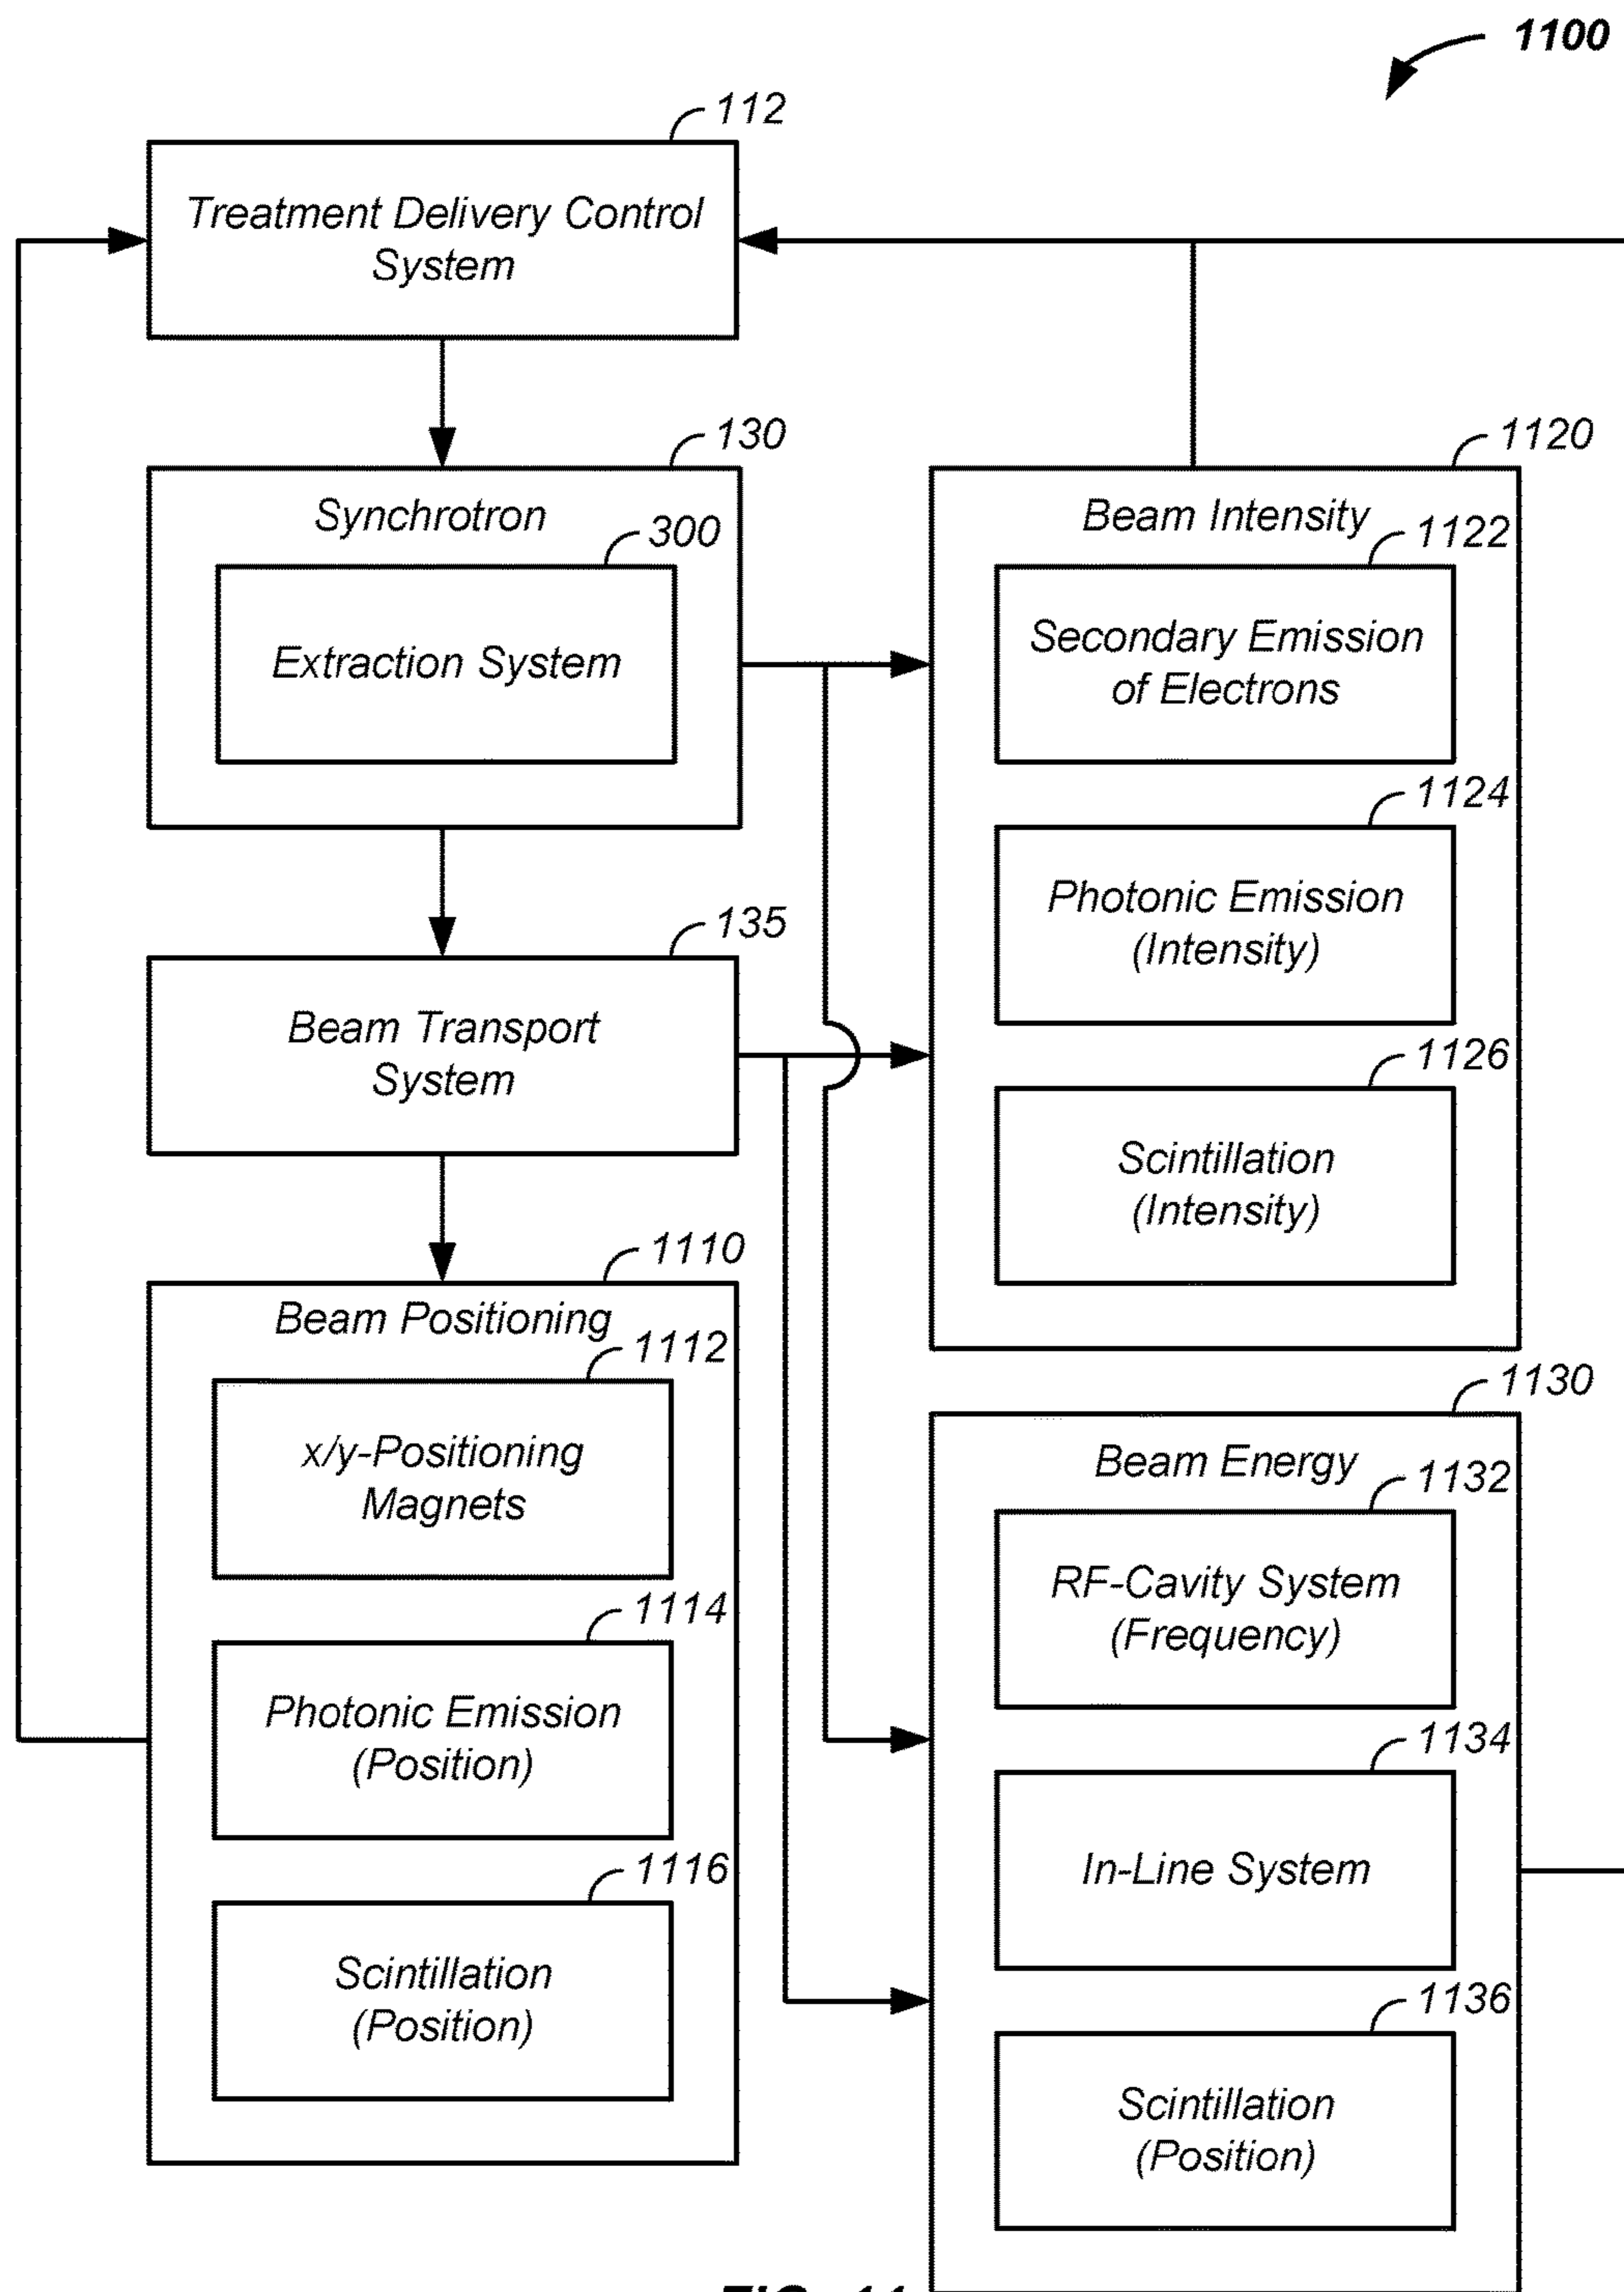 1100
112
Treatment Delivery Control
System
130
Synchrotron
300
Extraction System
135
Beam Transport
System
1110
Beam Positioning
1112
x/y-Positioning
Magnets
1114
Photonic Emission
(Position)
1116
Scintillation
(Position)
1120
Beam Intensity
1122
Secondary Emission
of Electrons
1124
Photonic Emission
(Intensity)
1126
Scintillation
(Intensity)
1130
Beam Energy
1132
RF-Cavity System
(Frequency)
1134
In-Line System
1136
Scintillation
(Position)